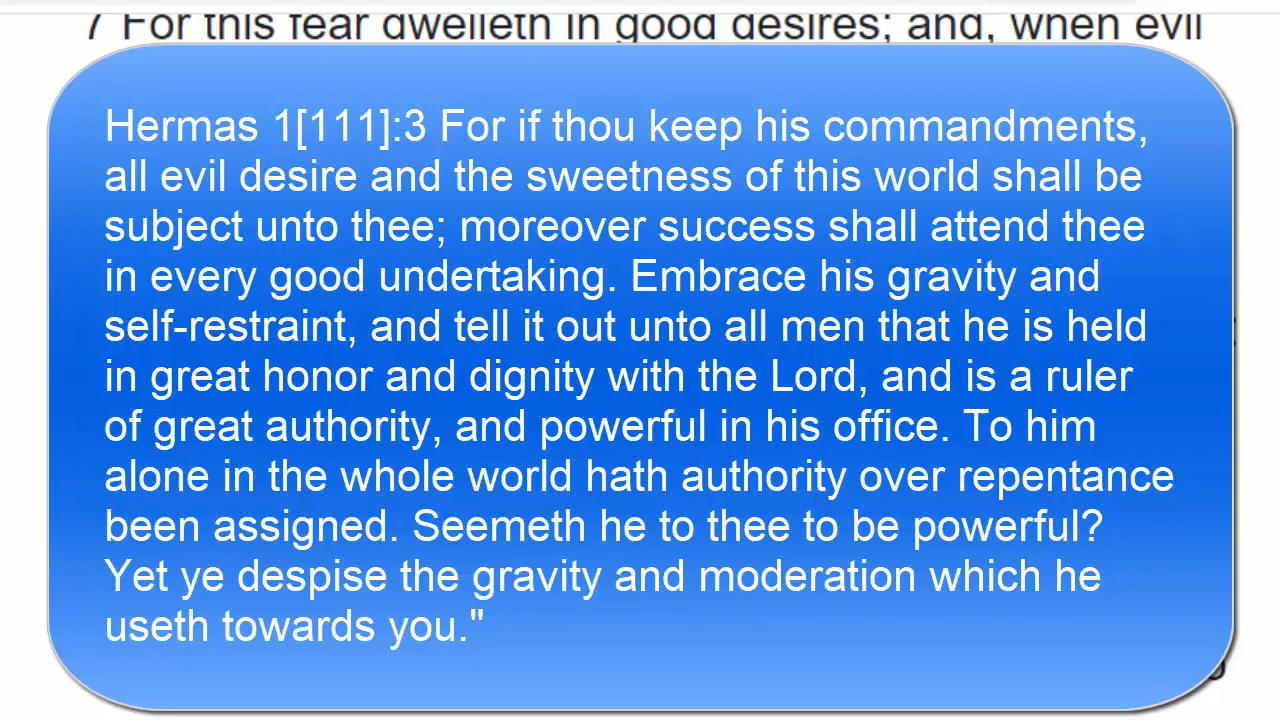 7 For this fear dwelleth in good desires; and, when evil
Hermas 1[111]:3 For if thou keep his commandments,
all evil desire and the sweetness of this world shall be
subject unto thee; moreover success shall attend thee
in every good undertaking. Embrace his gravity and
self-restraint, and tell it out unto all men that he is held
in great honor and dignity with the Lord, and is a ruler
of great authority, and powerful in his office. To him
alone in the whole world hath authority over repentance
been assigned. Seemeth he to thee to be powerful?
Yet ye despise the gravity and moderation which he
useth towards you."